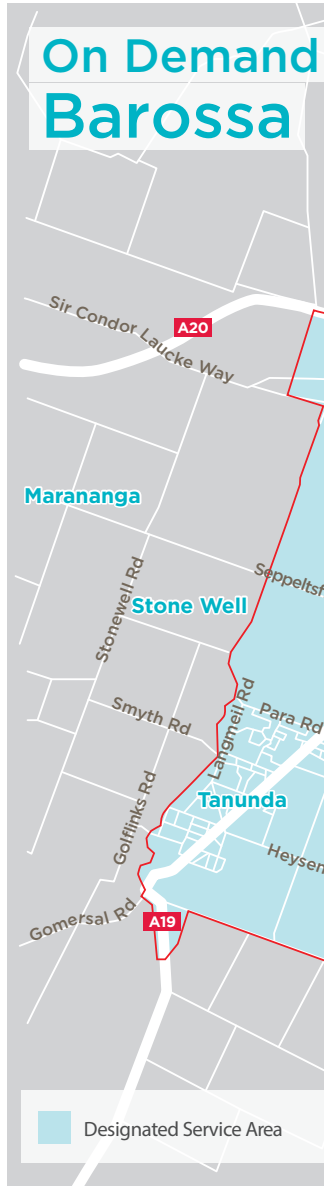 On Demand
Barossa
A20
Sir Condor Laucke Way
Marananga
Stonewell Rd
Stone Well
Langmeil Rd
Para Rd
Smyth Rd
Golflinks Rd
Tanunda
Gomersal Rd
A19
Designated Service Area